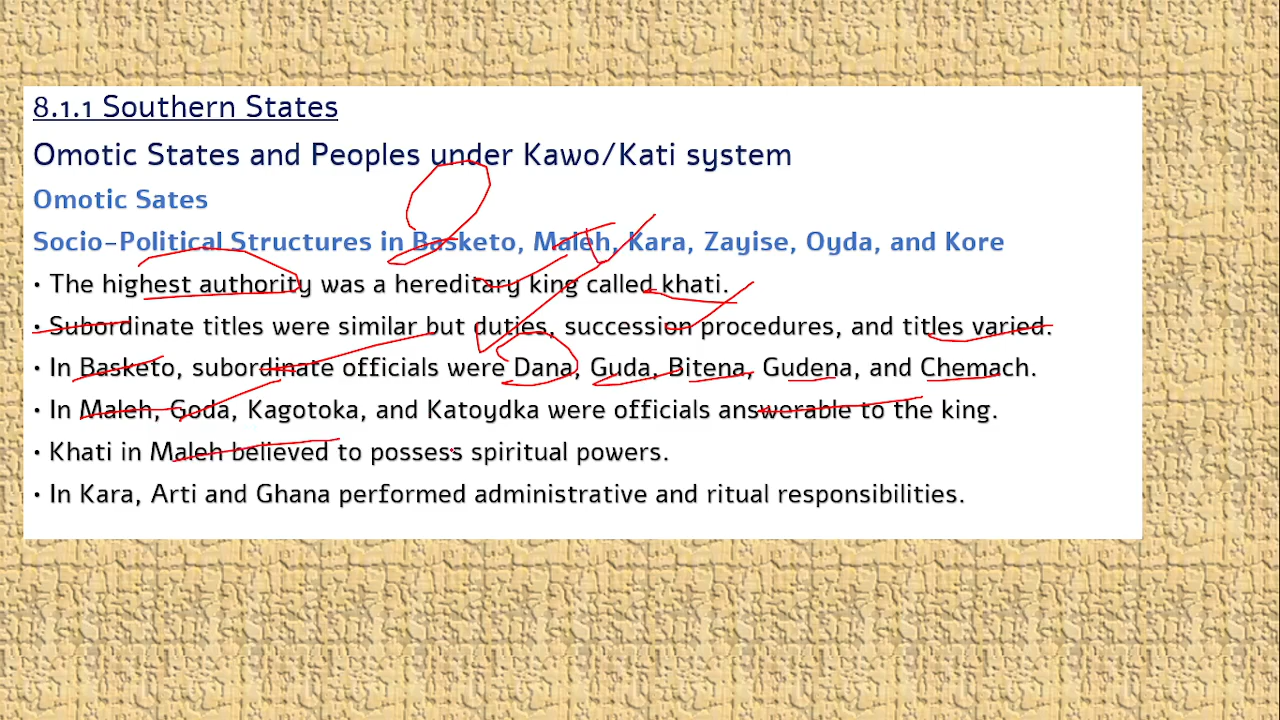 8.1.1 Southern States
Omotic States and Peoples under Kawo/Kati system
Omotic Sates
Socio-Political Structures in Basketo, Maleh, Kara, Zayise, Oyda, and Kore
• The highest authority was a hereditary king called khati.
• Subordinate titles were similar but duties, succession procedures, and titles varied.
• In Basketo, subordinate officials were Dana, Guda, Bitena, Gudena, and Chemach.
• In Maleh, Goda, Kagotoka, and Katoydka were officials answerable to the king.
• Khati in Maleh believed to possess spiritual powers.
• In Kara, Arti and Ghana performed administrative and ritual responsibilities.